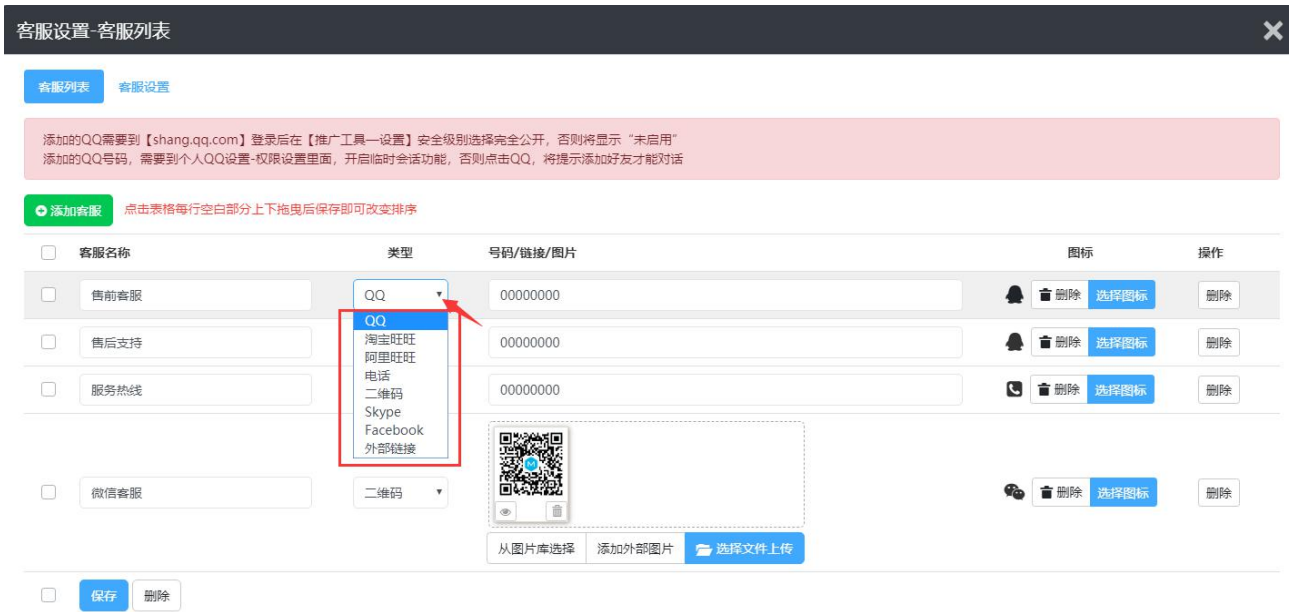 客服设置-客服列表
客服列表 客服设置
添加的QQ需要到【shang.qq.com】登录后在【推广工具—设置】安全级别选择完全公开，否则将显示“未启用”
添加的QQ号码，需要到个人QQ设置-权限设置里面，开启临时会话功能，否则点击QQ，将提示添加好友才能对话
添加客服 点击表格每行空白部分上下拖曳后保存即可改变排序
客服名称 类型 号码/链接/图片 图标 操作
售前客服 QQ 00000000 删除 选择图标 删除
QQ
淘宝旺旺
售后支持 00000000 删除 选择图标 删除
阿里旺旺
电话
服务热线 00000000 删除 选择图标 删除
二维码
Skype
Facebook
外部链接
微信客服 二维码 删除 选择图标 删除
从图片库选择 添加外部图片 选择文件上传
保存 删除